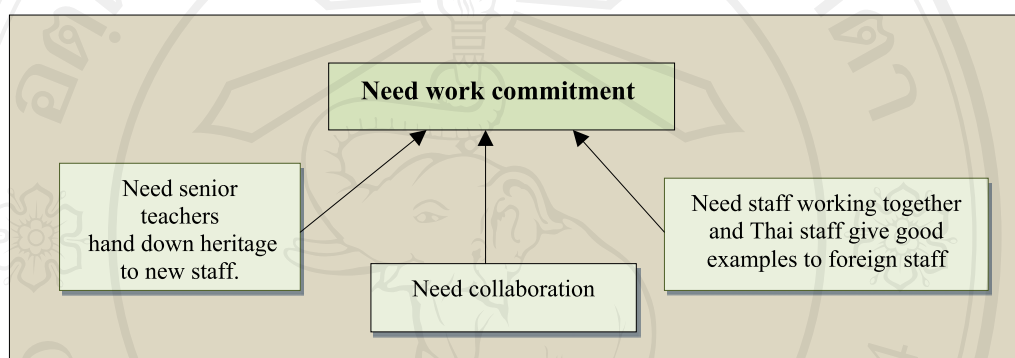 Need work commitment
Need senior
teachers
hand down heritage
to new staff.
Need collaboration
Need staff working together
and Thai staff give good
examples to foreign staff